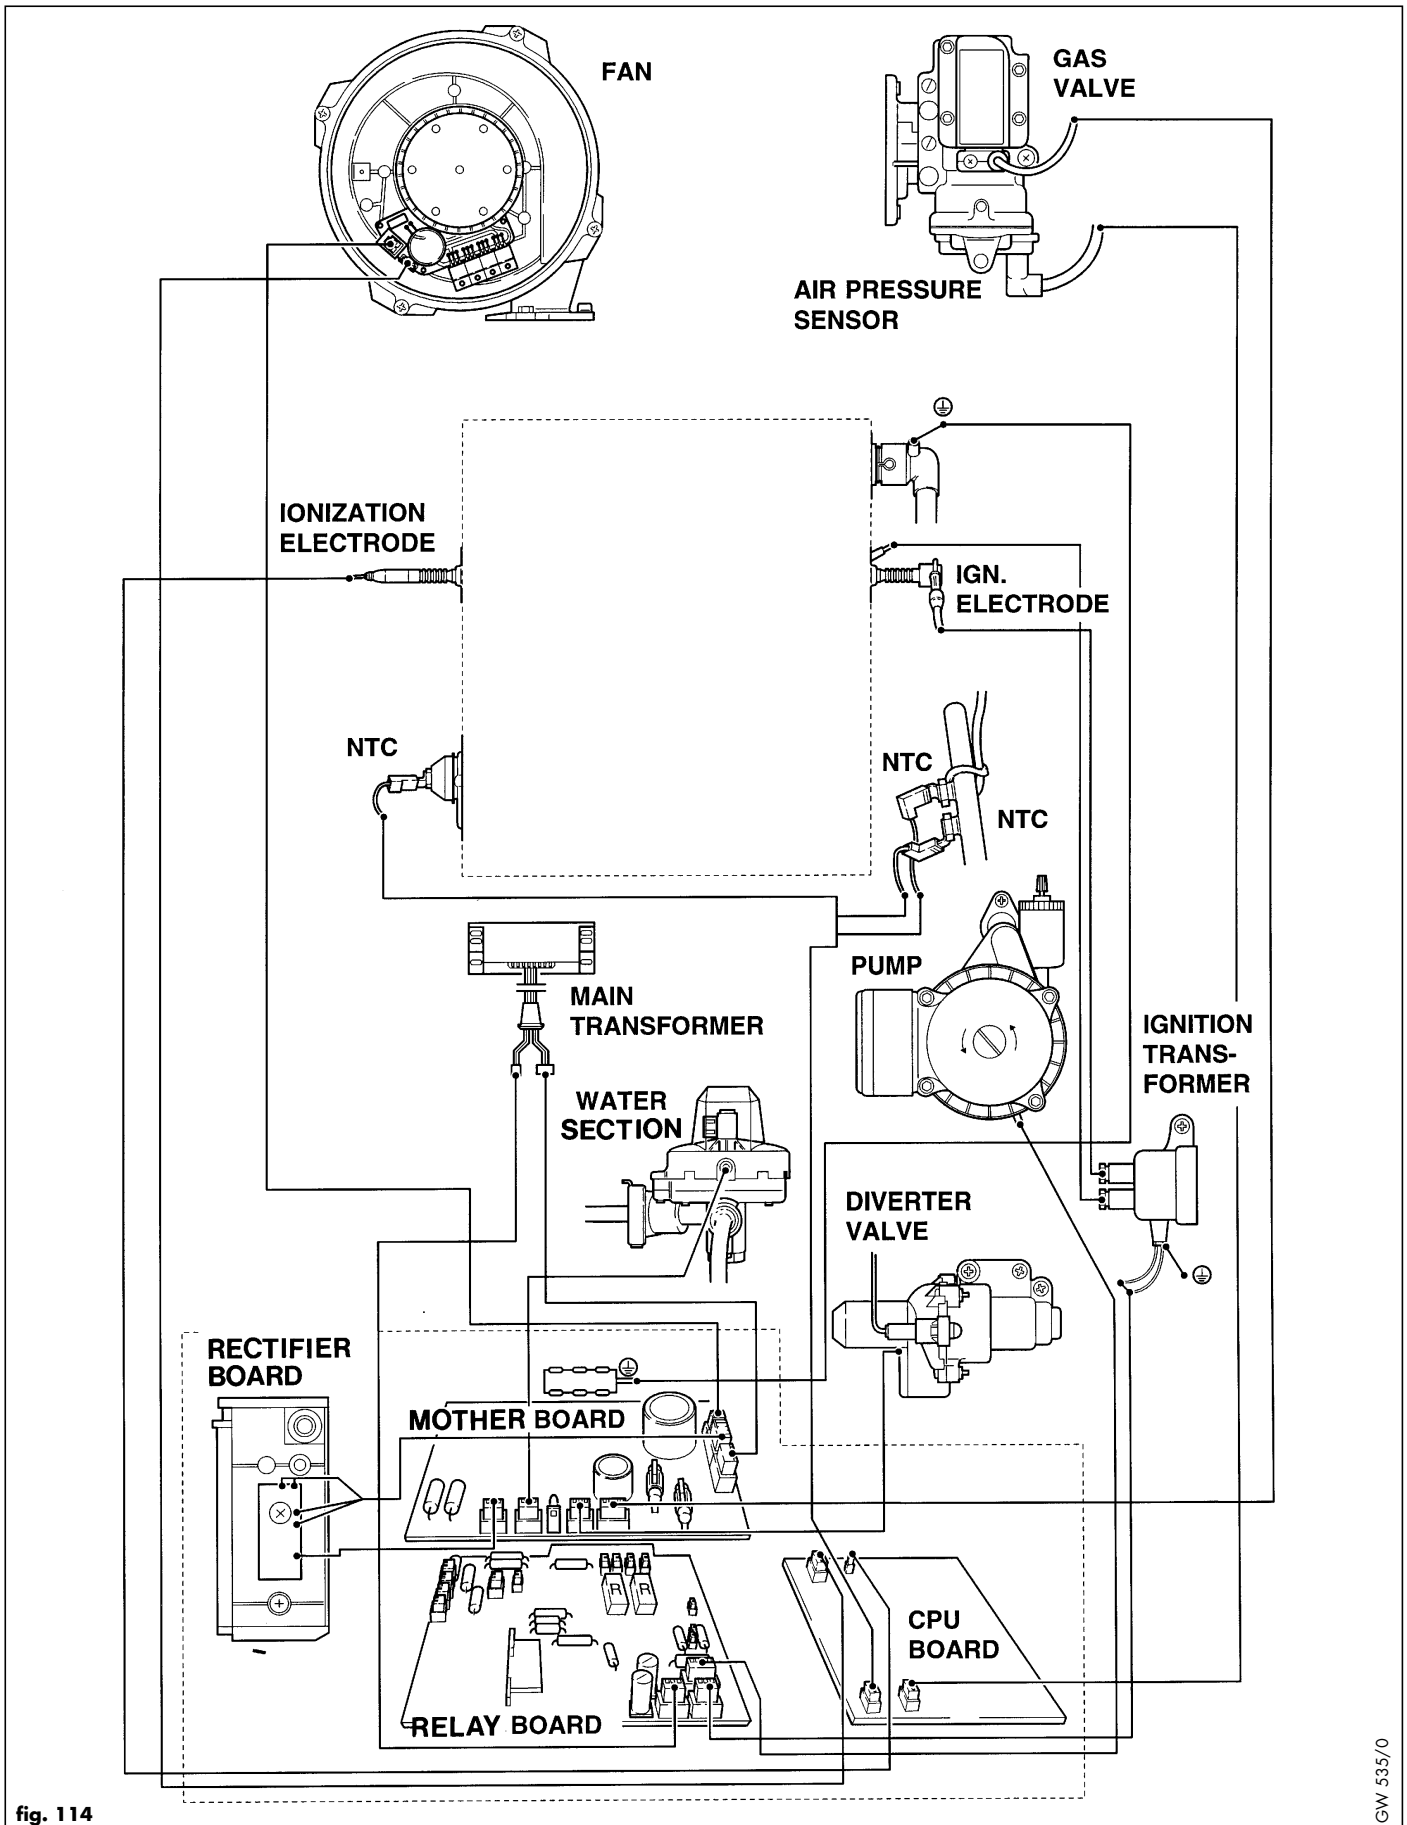 FAN
GAS
VALVE
AIR PRESSURE
SENSOR
IONIZATION
ELECTRODE
IGN.
ELECTRODE
NTC
NTC
NTC
PUMP
MAIN
TRANSFORMER
IGNITION
TRANS-
FORMER
WATER
SECTION
DIVERTER
VALVE
RECTIFIER
BOARD
MOTHER BOARD
R R
CPU
BOARD
RELAY BOARD
GW 535/0
fig. 114